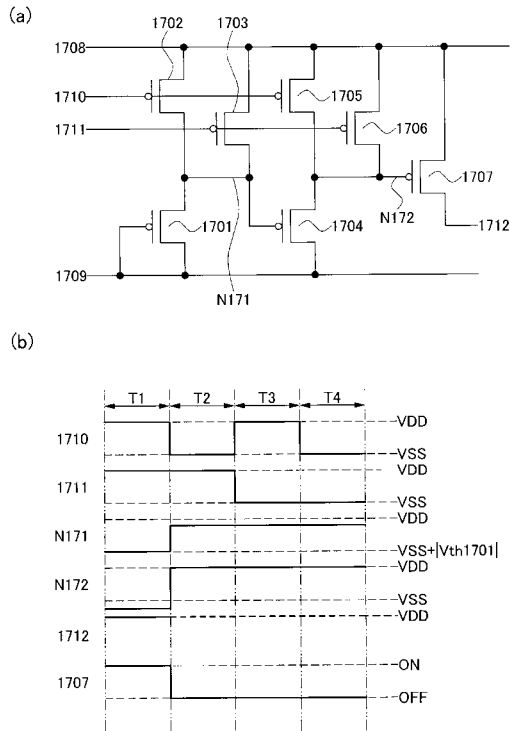 (a)
1702 1703
1708
1710 1705
1711 1706
1707
1701 1704 N172 1712
1709
N171
(b)
T1 T2 T3 T4
VDD
1710
VSS
VDD
1711
VSS
VDD
N171
VSS+|Vth1701|
VDD
N172
VSS
VDD
1712
ON
1707
OFF